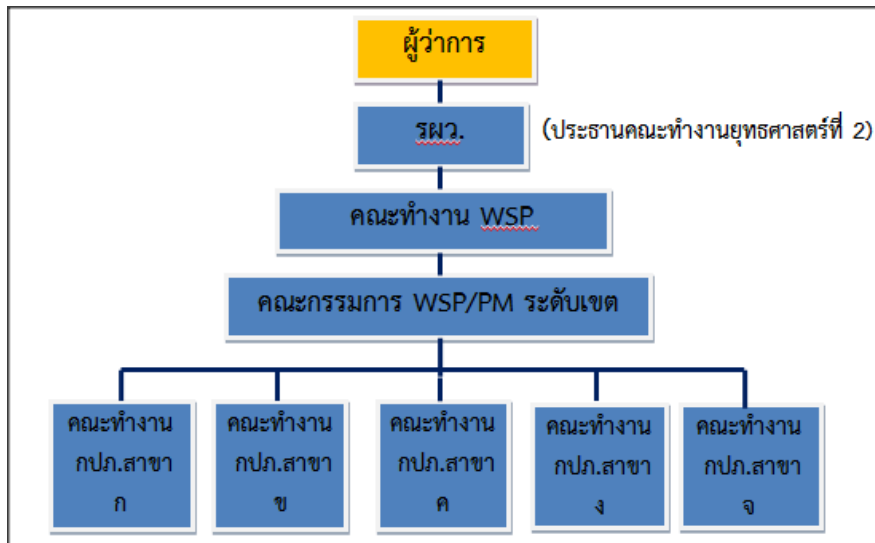 ผู้ว่าการ
รผว.
(ประธานคณะทำงานยุทธศาสตร์ที่ 2)
คณะทำงาน WSP
คณะกรรมการ WSP/PM ระดับเขต
คณะทำงาน
กปภ.สาขา
ก
คณะทำงาน
กปภ.สาขา
ข
คณะทำงาน
กปภ.สาขา
ค
คณะทำงาน
กปภ.สาขา
ง
คณะทำงาน
กปภ.สาขา
จ